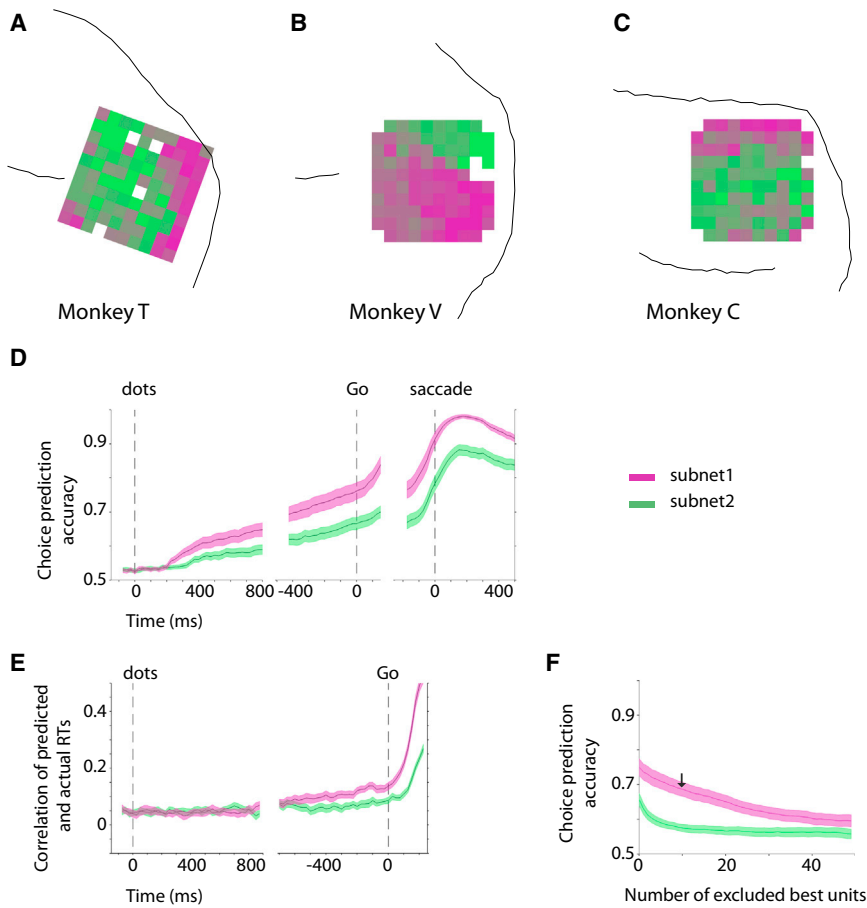 A
B
C
Monkey T
Monkey V
Monkey C
D
dots
Go
saccade
0.9
0.7
0.5
Choice prediction
accuracy
0
400
800
-400
0
0
400
Time (ms)
subnet1
subnet2
E
dots
Go
0.4
0.2
0
Correlation of predicted
and actual RTs
0
400
800
-400
0
Time (ms)
F
0.9
0.7
0.5
Choice prediction
accuracy
0
20
40
Number of excluded best units